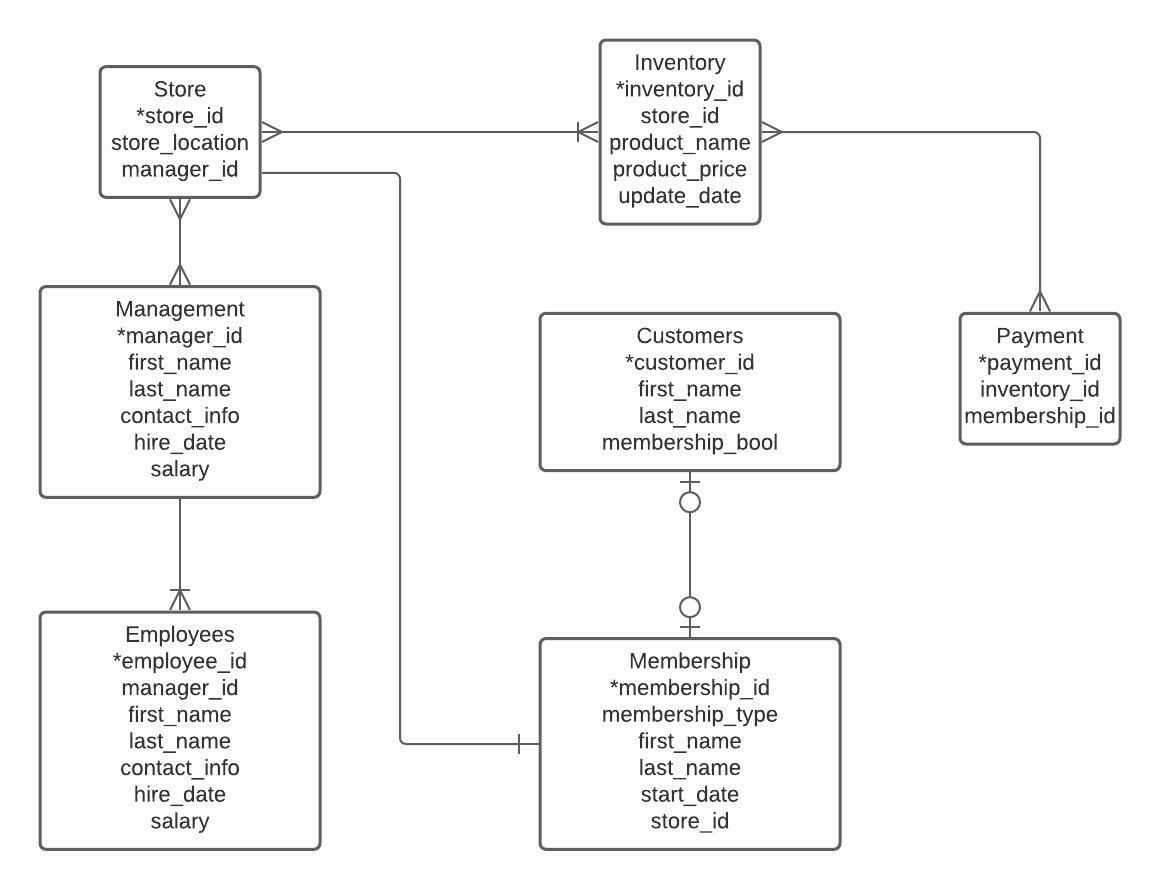 Store
*store_id
store_location
manager_id
Inventory
*inventory_id
store_id
product_name
product_price
update_date
Management
*manager_id
first_name
last_name
contact_info
hire_date
salary
Customers
*customer_id
first_name
last_name
membership_bool
Payment
*payment_id
inventory_id
membership_id
Employees
*employee_id
manager_id
first_name
last_name
contact_info
hire_date
salary
Membership
*membership_id
membership_type
first_name
last_name
start_date
store_id